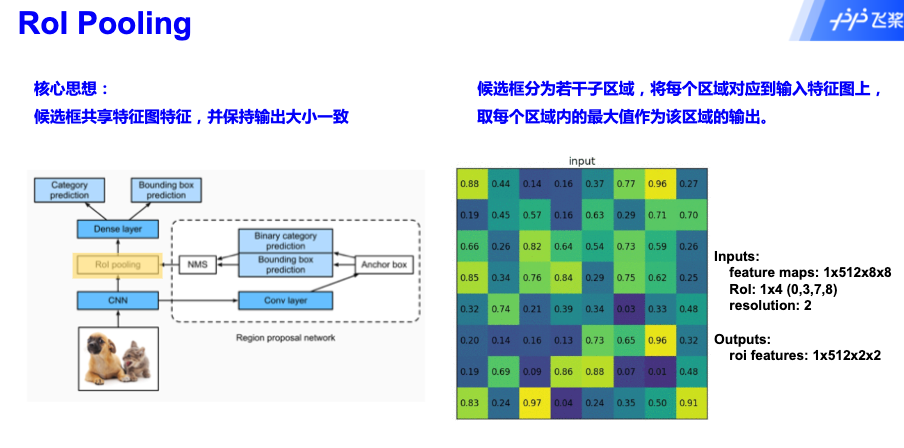 RoI Pooling
飞桨
核心思想：
候选框共享特征图特征，并保持输出大小一致
候选框分为若干子区域，将每个区域对应到输入特征图上，
取每个区域内的最大值作为该区域的输出。
Category
prediction
Bounding box
prediction
Dense layer
RoI pooling
CNN
NMS
Binary category
prediction
Bounding box
prediction
Anchor box
Conv layer
Region proposal network
input
0.88 0.44 0.14 0.16 0.37 0.77 0.96 0.27
0.19 0.45 0.57 0.16 0.63 0.29 0.71 0.70
0.66 0.26 0.82 0.64 0.54 0.73 0.59 0.26
0.85 0.34 0.76 0.84 0.29 0.75 0.62 0.25
0.32 0.74 0.21 0.39 0.34 0.03 0.33 0.48
0.20 0.14 0.16 0.13 0.73 0.65 0.96 0.32
0.19 0.69 0.09 0.86 0.88 0.07 0.01 0.48
0.83 0.24 0.97 0.04 0.24 0.35 0.50 0.91
Inputs:
feature maps: 1x512x8x8
RoI: 1x4 (0,3,7,8)
resolution: 2
Outputs:
roi features: 1x512x2x2